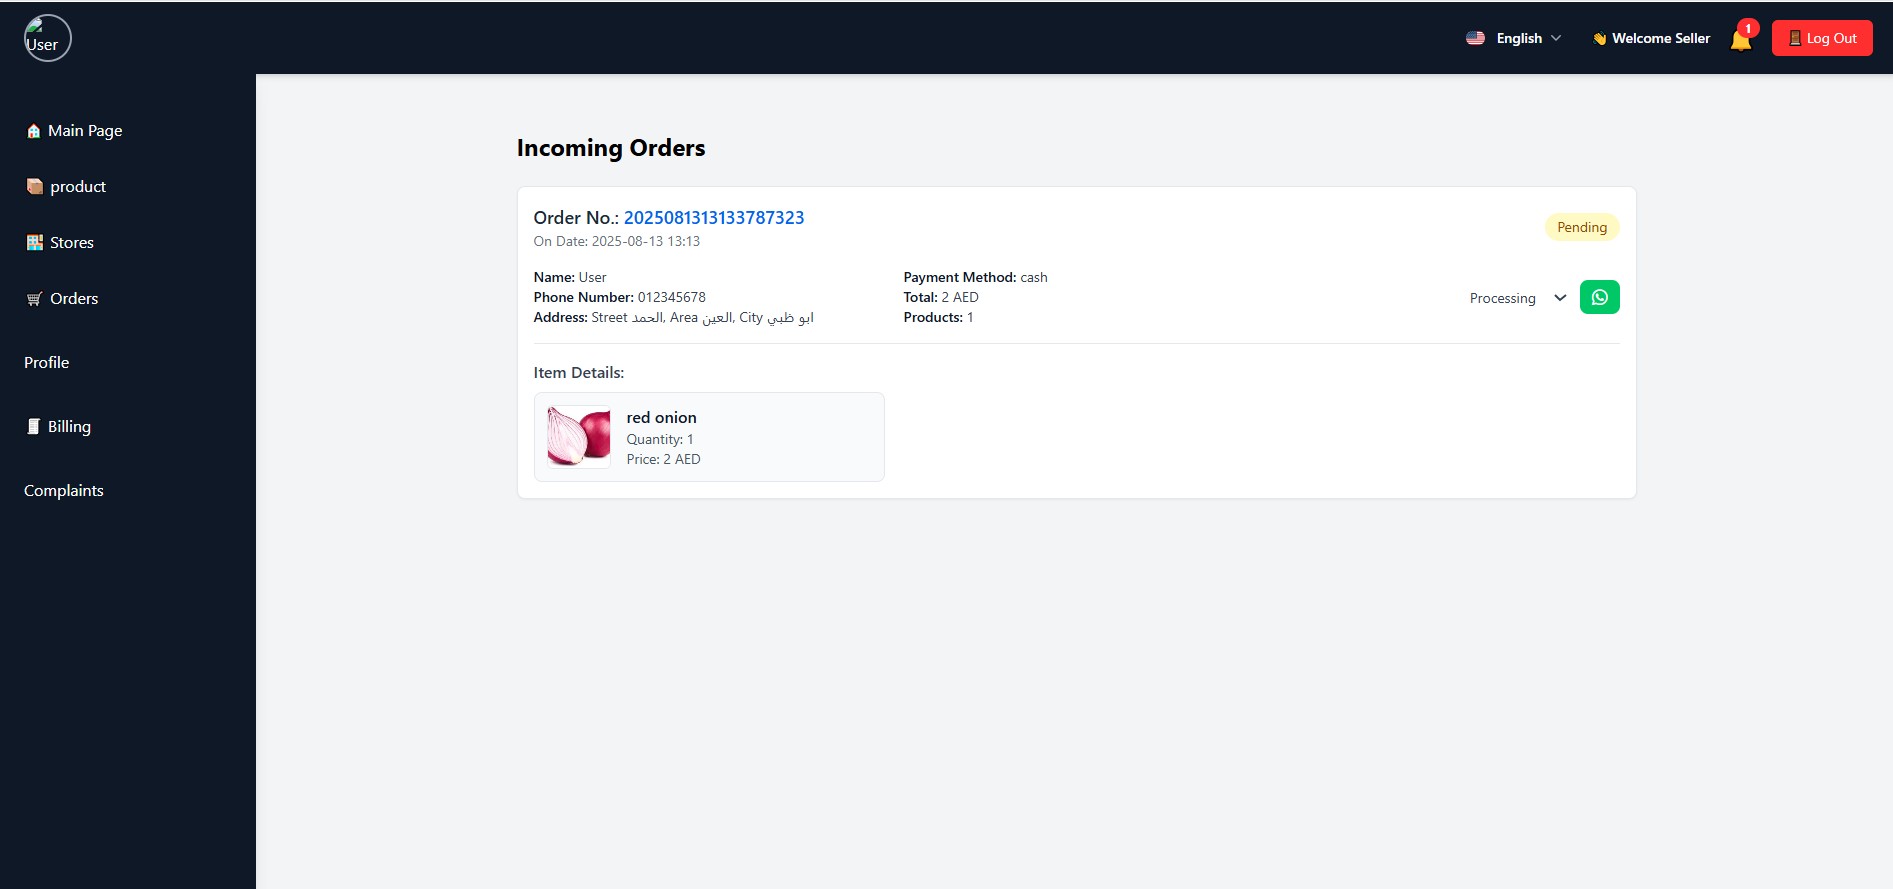 User
English
Welcome Seller
1
Log Out
Main Page
product
Stores
Orders
Profile
Billing
Complaints
Incoming Orders
Order No.: 2025081313133787323
On Date: 2025-08-13 13:13
Pending
Name: User
Phone Number: 012345678
Address: Street الحمد, Area العين, City ابو ظبي
Payment Method: cash
Total: 2 AED
Products: 1
Processing
Item Details:
red onion
Quantity: 1
Price: 2 AED